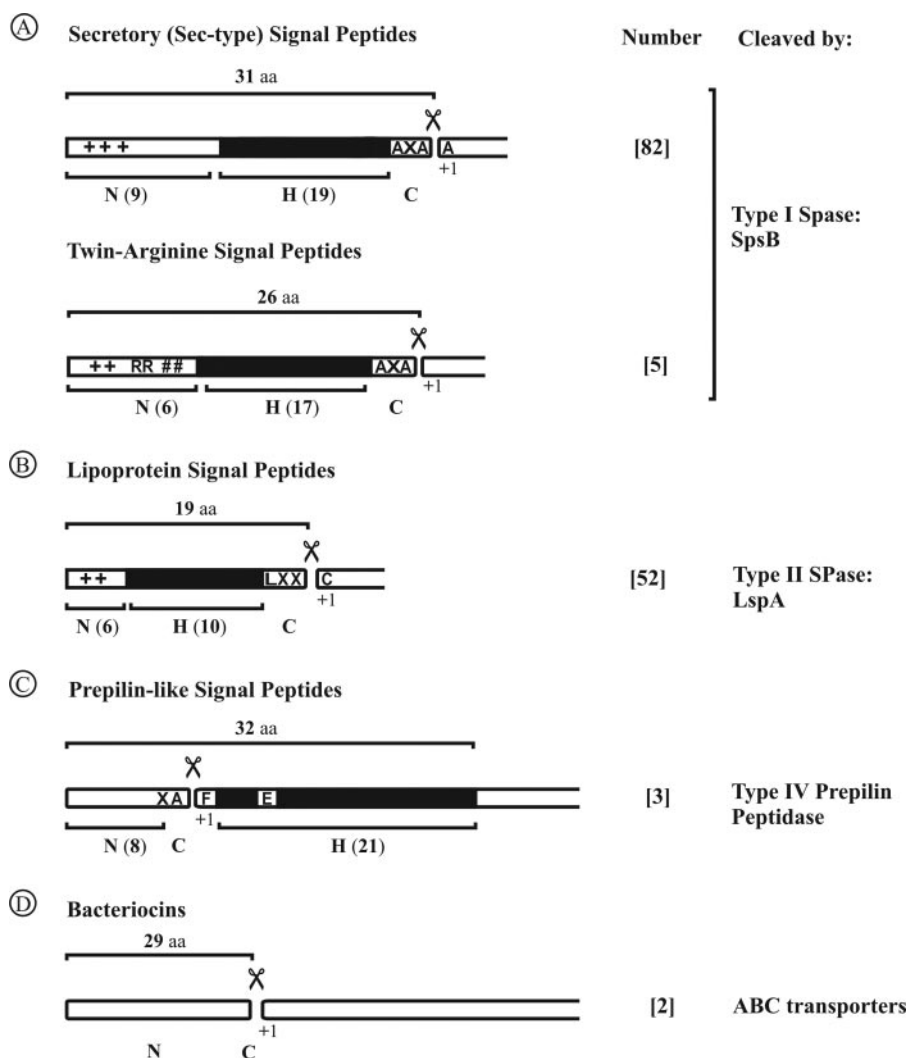 A Secretory (Sec-type) Signal Peptides Number Cleaved by:
31 aa
+ + + AXA A [82]
+1
N (9) H (19) C
Type I Spase:
SpsB
Twin-Arginine Signal Peptides
26 aa
++ RR ## AXA [5]
+1
N (6) H (17) C
B Lipoprotein Signal Peptides
19 aa
++ LXX C [52] Type II SPase:
LspA
+1
N (6) H (10) C
C Prepilin-like Signal Peptides
32 aa
XA F E [3] Type IV Prepilin
Peptidase
+1
N (8) C H (21)
D Bacteriocins
29 aa
[2] ABC transporters
+1
N C